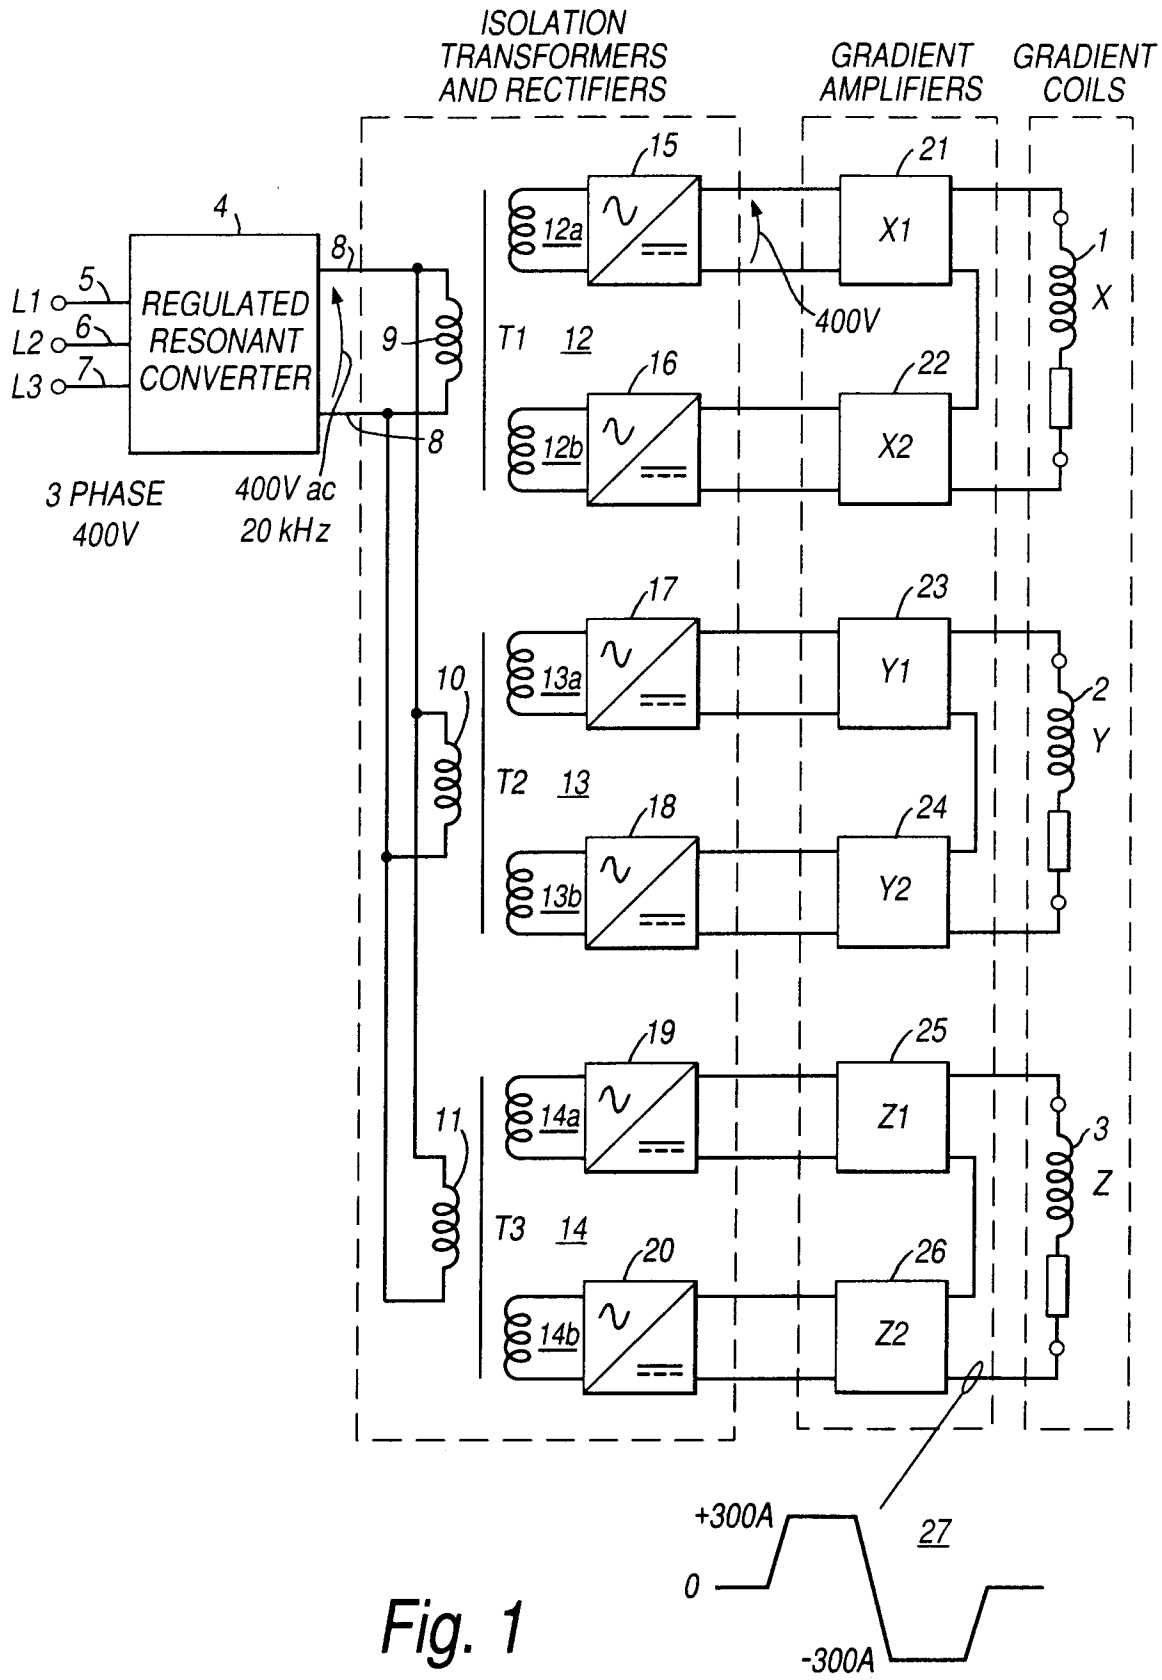 ISOLATION
TRANSFORMERS
AND RECTIFIERS
GRADIENT
AMPLIFIERS
GRADIENT
COILS
15
21
4
12a
X1
8
1
5
L1
REGULATED
X
9
400V
6
L2
RESONANT
T1 12
7
L3
CONVERTER
16
22
8
12b
X2
3 PHASE
400V
400V ac
20 kHz
17
23
13a
Y1
10
2
Y
T2 13
18
24
13b
Y2
19
25
14a
Z1
11
3
Z
T3 14
20
26
14b
Z2
+300A
27
0
-300A
Fig. 1